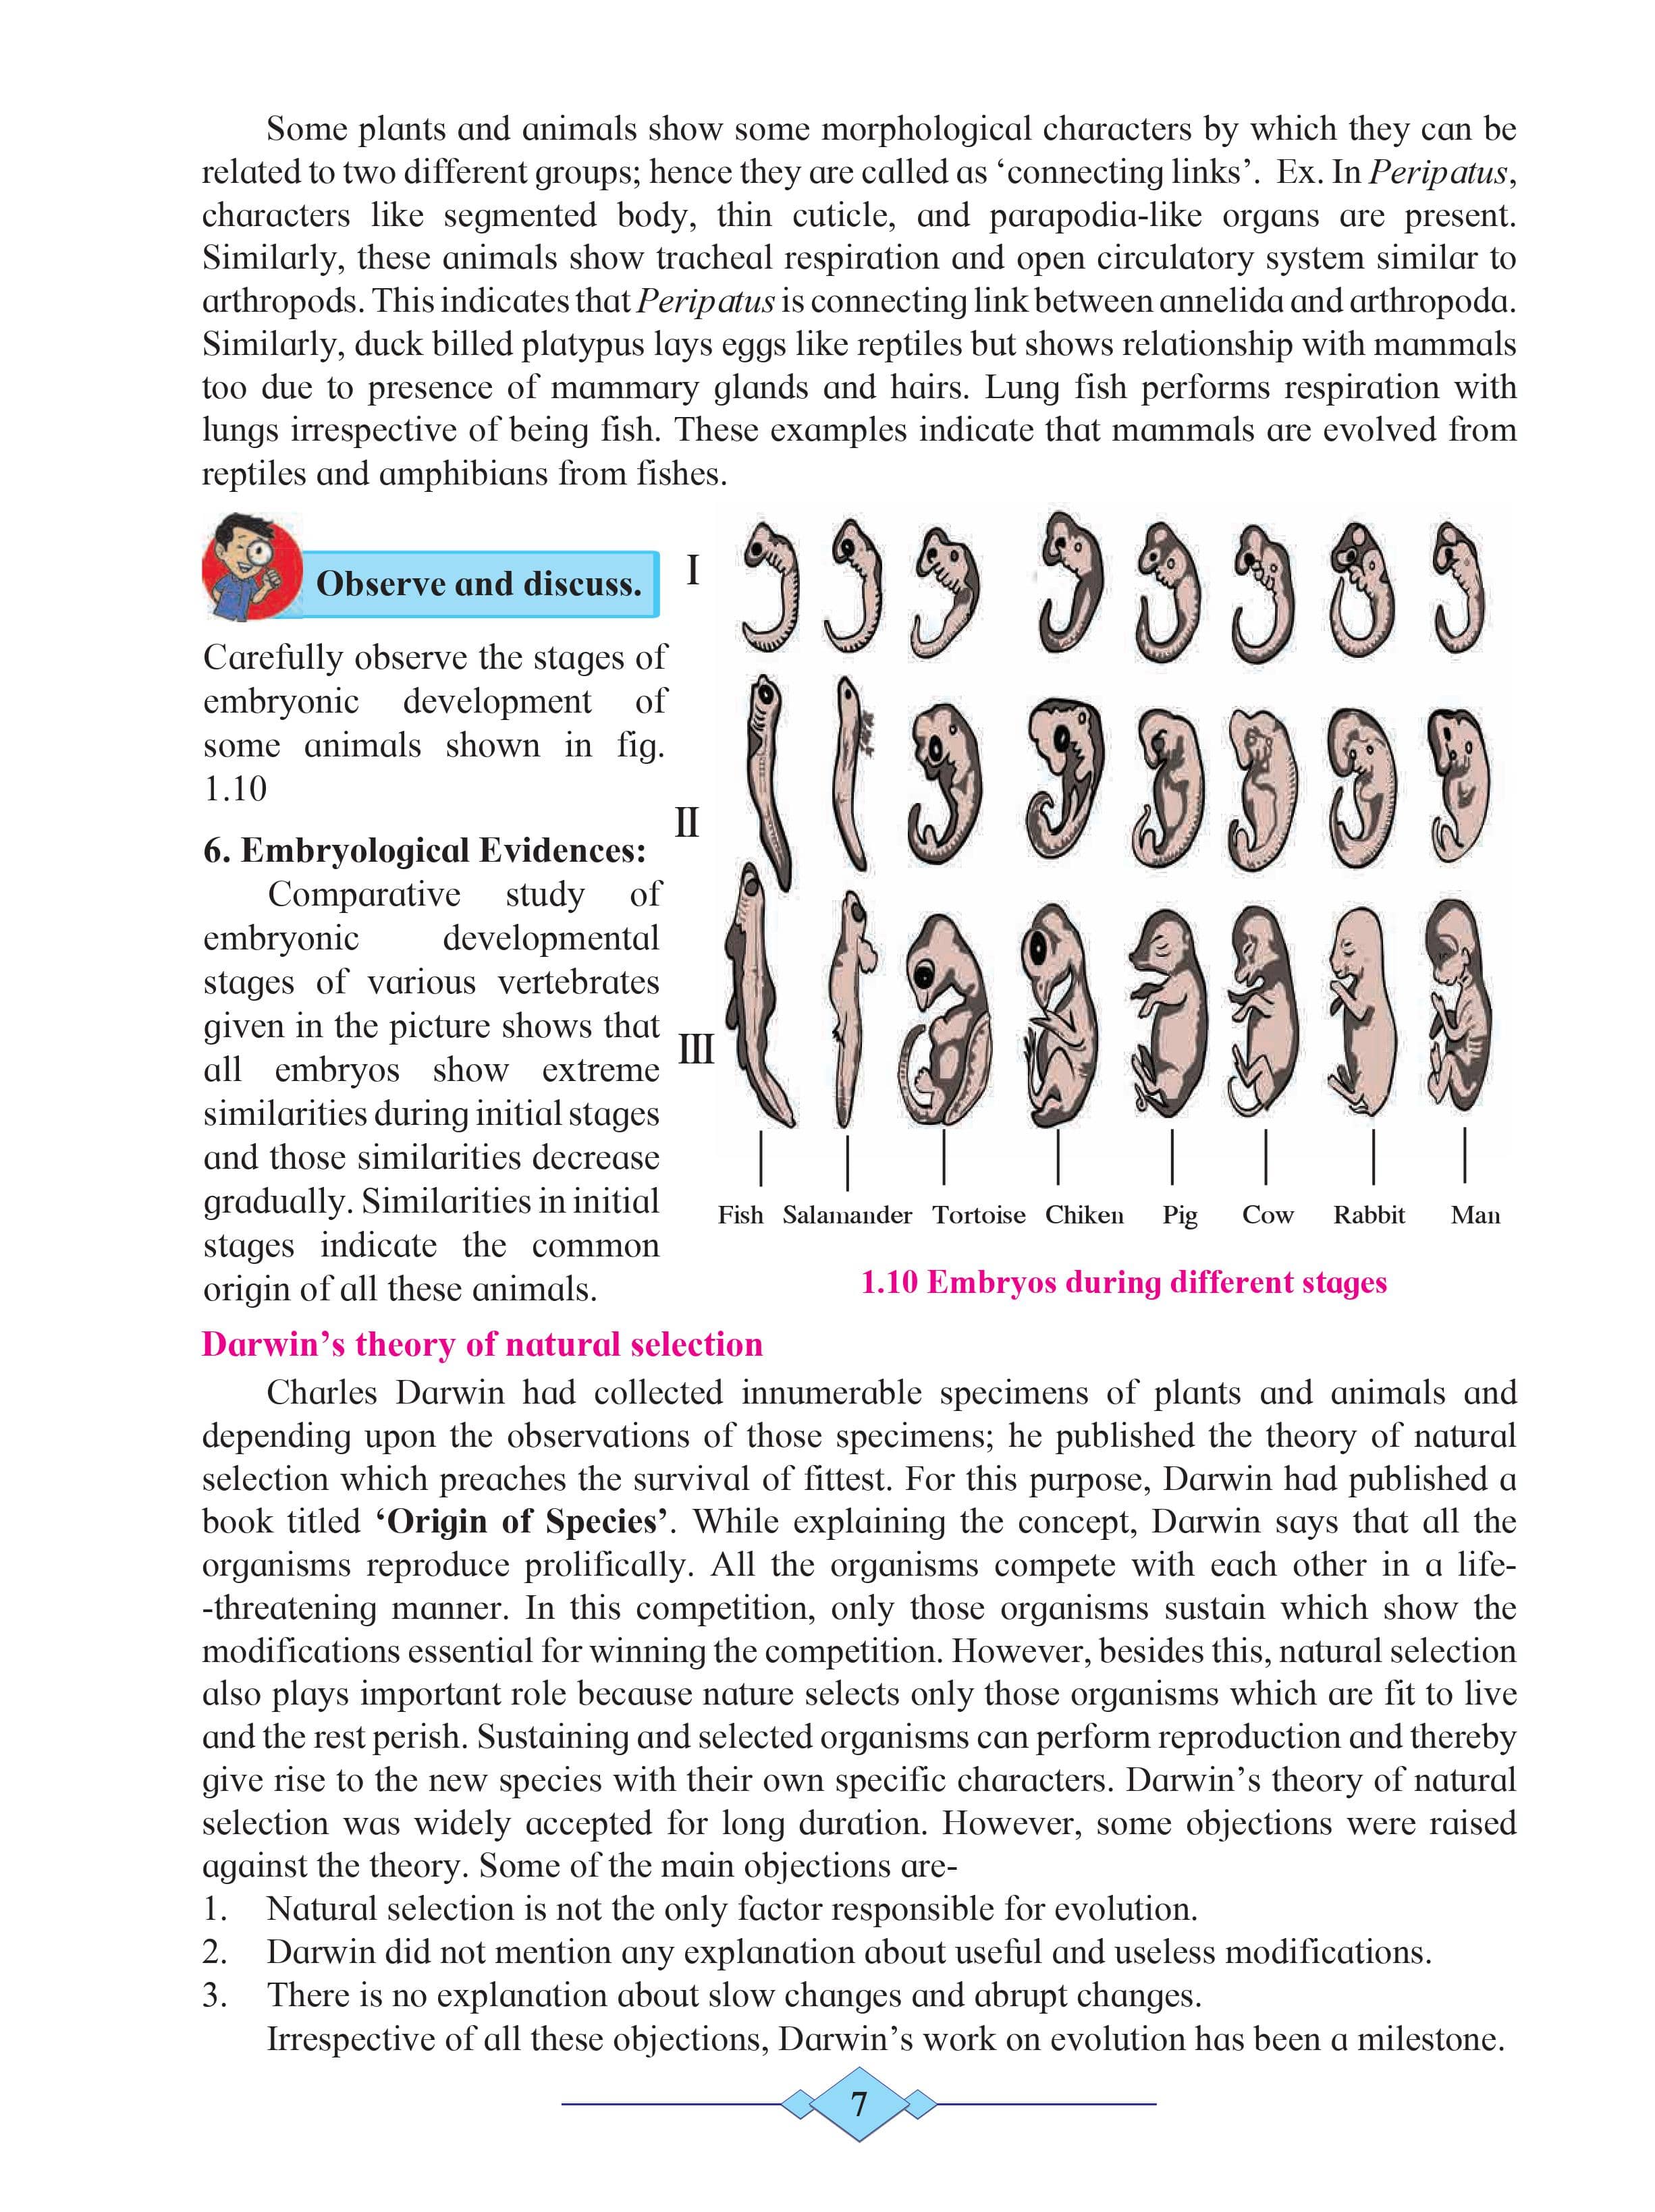 Some plants and animals show some morphological characters by which they can be
related to two different groups; hence they are called as ‘connecting links’. Ex. In Peripatus,
characters like segmented body, thin cuticle, and parapodia-like organs are present.
Similarly, these animals show tracheal respiration and open circulatory system similar to
arthropods. This indicates that Peripatus is connecting link between annelida and arthropoda.
Similarly, duck billed platypus lays eggs like reptiles but shows relationship with mammals
too due to presence of mammary glands and hairs. Lung fish performs respiration with
lungs irrespective of being fish. These examples indicate that mammals are evolved from
reptiles and amphibians from fishes.
Observe and discuss.
Carefully observe the stages of
embryonic development of
some animals shown in fig.
1.10
6. Embryological Evidences:
Comparative study of
embryonic developmental
stages of various vertebrates
given in the picture shows that
all embryos show extreme
similarities during initial stages
and those similarities decrease
gradually. Similarities in initial
stages indicate the common
origin of all these animals.
I
II
III
Fish Salamander Tortoise Chiken Pig Cow Rabbit Man
1.10 Embryos during different stages
Darwin’s theory of natural selection
Charles Darwin had collected innumerable specimens of plants and animals and
depending upon the observations of those specimens; he published the theory of natural
selection which preaches the survival of fittest. For this purpose, Darwin had published a
book titled ‘Origin of Species’. While explaining the concept, Darwin says that all the
organisms reproduce prolifically. All the organisms compete with each other in a life-
-threatening manner. In this competition, only those organisms sustain which show the
modifications essential for winning the competition. However, besides this, natural selection
also plays important role because nature selects only those organisms which are fit to live
and the rest perish. Sustaining and selected organisms can perform reproduction and thereby
give rise to the new species with their own specific characters. Darwin’s theory of natural
selection was widely accepted for long duration. However, some objections were raised
against the theory. Some of the main objections are-
1. Natural selection is not the only factor responsible for evolution.
2. Darwin did not mention any explanation about useful and useless modifications.
3. There is no explanation about slow changes and abrupt changes.
Irrespective of all these objections, Darwin’s work on evolution has been a milestone.
7